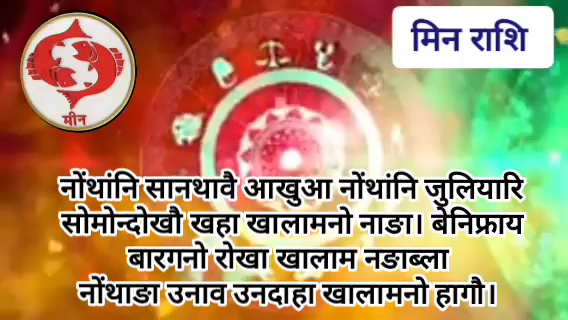 मिन राशि
मीन
नोंथांनि सानथावै आखुआ नोंथांनि जुलियारि
सोमोन्दोखौ खहा खालामनो नाङा। बेनिफ्राय
बारगनो रोखा खालाम नङाब्ला
नोंथाङा उनाव उनदाहा खालामनो हागौ।